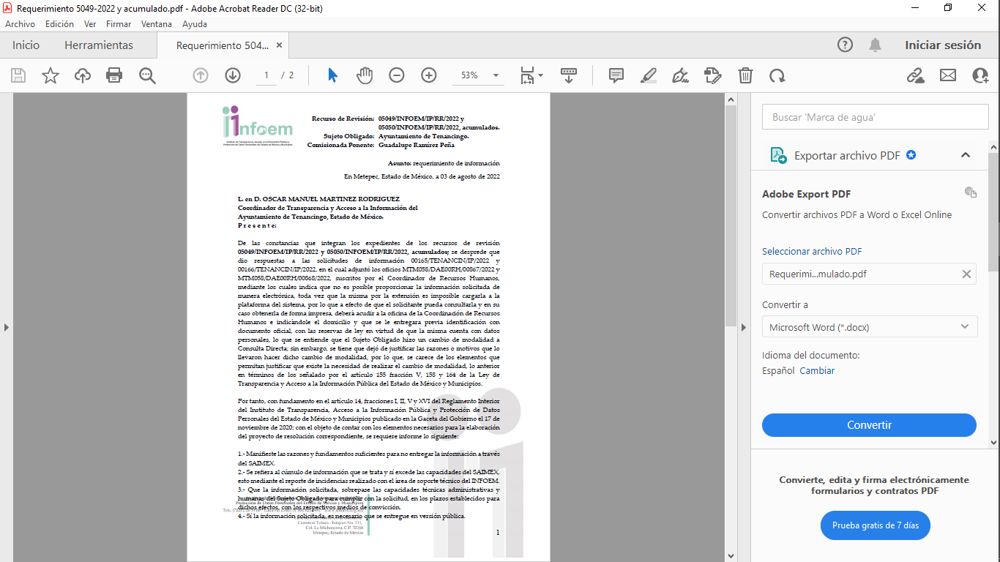 Requerimiento 5049-2022 y acumulado.pdf - Adobe Acrobat Reader DC (32-bit)
Archivo Edición Ver Firmar Ventana Ayuda
Inicio Herramientas Requerimiento 504... × Iniciar sesión
1 / 2 53%
infoem
Instituto de Transparencia, Acceso a la Información Pública y
Protección de Datos Personales del Estado de México y Municipios
Recurso de Revisión: 05049/INFOEM/IP/RR/2022 y
05050/INFOEM/IP/RR/2022, acumulados.
Sujeto Obligado: Ayuntamiento de Tenancingo.
Comisionada Ponente: Guadalupe Ramírez Peña
Asunto: requerimiento de información
En Metepec, Estado de México, a 03 de agosto de 2022
L. en D. OSCAR MANUEL MARTINEZ RODRIGUEZ
Coordinador de Transparencia y Acceso a la Información del
Ayuntamiento de Tenancingo, Estado de México.
P r e s e n t e:
De las constancias que integran los expedientes de los recursos de revisión
05049/INFOEM/IP/RR/2022 y 05050/INFOEM/IP/RR/2022, acumulados; se desprede que
dio respuestas a las solicitudes de información 00165/TENANCIN/IP/2022 y
00166/TENANCIN/IP/2022, en el cual adjuntó los oficios MTM058/DAE00RH/00867/2022 y
MTM058/DAE00RH/00868/2022, suscritos por el Coordinador de Recursos Humanos,
mediante los cuales indica que no es posible proporcionar la información solicitada de
manera electrónica, toda vez que la misma por la extensión es imposible cargarla a la
plataforma del sistema, por lo que a efecto de que el solicitante pueda consultarla y en su
caso obtenerla de forma impresa, deberá acudir a la oficina de la Coordinación de Recursos
Humanos e indicándole el domicilio y que se le entregara previa identificación con
documento oficial, con las reservas de ley en virtud de que la misma cuenta con datos
personales, lo que se entiende que el Sujeto Obligado hizo un cambio de modalidad a
Consulta Directa; sin embargo, se tiene que dejó de justificar las razones o motivos que lo
llevaron hacer dicho cambio de modalidad, por lo que, se carece de los elementos que
permitan justificar que existe la necesidad de realizar el cambio de modalidad, lo anterior
en términos de los señalado por el artículo 155 fracción V, 158 y 164 de la Ley de
Transparencia y Acceso a la Información Pública del Estado de México y Municipios.
Por tanto, con fundamento en el artículo 14, fracciones I, II, V y XVI del Reglamento Interior
del Instituto de Transparencia, Acceso a la Información Pública y Protección de Datos
Personales del Estado de México y Municipios publicado en la Gaceta del Gobierno el 17 de
noviembre de 2020; con el objeto de contar con los elementos necesarios para la elaboración
del proyecto de resolución correspondiente, se requiere informe lo siguiente:
1.- Manifieste las razones y fundamentos suficientes para no entregar la información a través
del SAIMEX.
2.- Se refiera al cúmulo de información que se trata y sí excede las capacidades del SAIMEX,
esto mediante el reporte de incidencias realizado con el área de soporte técnico del INFOEM.
3.- Que la información solicitada, sobrepase las capacidades técnicas administrativas y
humanas del Sujeto Obligado para cumplir con la solicitud, en los plazos establecidos para
Protección de Datos Personales del Estado de México y Municipios
dichos efectos, con los respectivos medios de convicción.
4.- Sí la información solicitada, es necesario que se entregue en versión pública.
Carretera Toluca - Ixtapan No. 111,
Col. La Michoacana, C.P. 52166
Metepec, Estado de México
1
Buscar 'Marca de agua'
Exportar archivo PDF
Adobe Export PDF
Convertir archivos PDF a Word o Excel Online
Seleccionar archivo PDF
Requerimi...mulado.pdf
Convertir a
Microsoft Word (*.docx)
Idioma del documento:
Español Cambiar
Convertir
Convierte, edita y firma electrónicamente
formularios y contratos PDF
Prueba gratis de 7 días